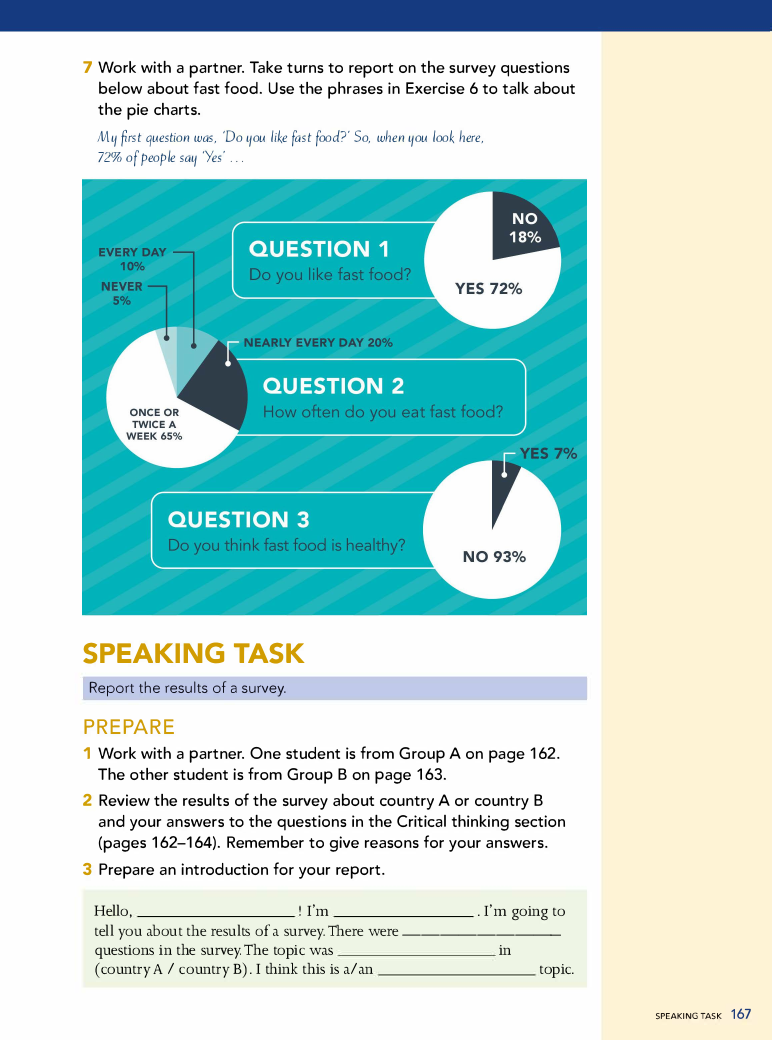 7 Work with a partner. Take turns to report on the survey questions
below about fast food. Use the phrases in Exercise 6 to talk about
the pie charts.
My first question was, ‘Do you like fast food?’ So, when you look here,
72% of people say ‘Yes’ ...
NO
18%
YES 72%
QUESTION 1
Do you like fast food?
EVERY DAY
10%
NEVER
5%
NEARLY EVERY DAY 20%
QUESTION 2
How often do you eat fast food?
ONCE OR
TWICE A
WEEK 65%
YES 7%
QUESTION 3
Do you think fast food is healthy?
NO 93%
SPEAKING TASK
Report the results of a survey.
PREPARE
1 Work with a partner. One student is from Group A on page 162.
The other student is from Group B on page 163.
2 Review the results of the survey about country A or country B
and your answers to the questions in the Critical thinking section
(pages 162–164). Remember to give reasons for your answers.
3 Prepare an introduction for your report.
Hello, ____________________ ! I’m ____________________ . I’m going to
tell you about the results of a survey. There were ____________________
questions in the survey. The topic was ____________________ in
(country A / country B). I think this is a/an ____________________ topic.
SPEAKING TASK 167